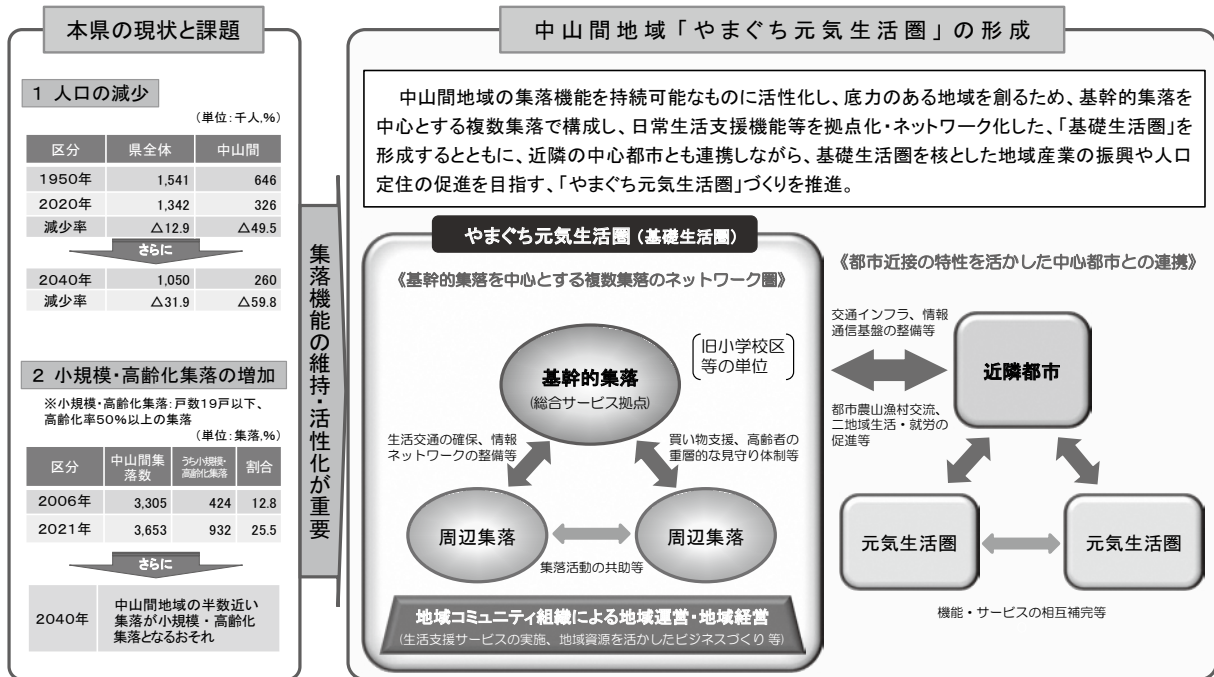 本県の現状と課題
1 人口の減少
(単位:千人,%)
区分 県全体 中山間
1950年 1,541 646
2020年 1,342 326
減少率 △12.9 △49.5
さらに
2040年 1,050 260
減少率 △31.9 △59.8
2 小規模・高齢化集落の増加
※小規模・高齢化集落:戸数19戸以下、
高齢化率50%以上の集落
(単位:集落,%)
区分 中山間集落数 うち小規模・高齢化集落 割合
2006年 3,305 424 12.8
2021年 3,653 932 25.5
さらに
2040年 中山間地域の半数近い
集落が小規模・高齢化
集落となるおそれ
集落機能の維持・活性化が重要
中山間地域「やまぐち元気生活圏」の形成
中山間地域の集落機能を持続可能なものに活性化し、底力のある地域を創るため、基幹的集落を
中心とする複数集落で構成し、日常生活支援機能等を拠点化・ネットワーク化した、「基礎生活圏」を
形成するとともに、近隣の中心都市とも連携しながら、基礎生活圏を核とした地域産業の振興や人口
定住の促進を目指す、「やまぐち元気生活圏」づくりを推進。
やまぐち元気生活圏(基礎生活圏)
《基幹的集落を中心とする複数集落のネットワーク圏》
基幹的集落
(総合サービス拠点)
旧小学校区
等の単位
生活交通の確保、情報
ネットワークの整備等
買い物支援、高齢者の
重層的な見守り体制等
周辺集落
周辺集落
集落活動の共助等
地域コミュニティ組織による地域運営・地域経営
(生活支援サービスの実施、地域資源を活かしたビジネスづくり 等)
《都市近接の特性を活かした中心都市との連携》
交通インフラ、情報
通信基盤の整備等
近隣都市
都市農山漁村交流、
二地域生活・就労の
促進等
元気生活圏
元気生活圏
機能・サービスの相互補完等